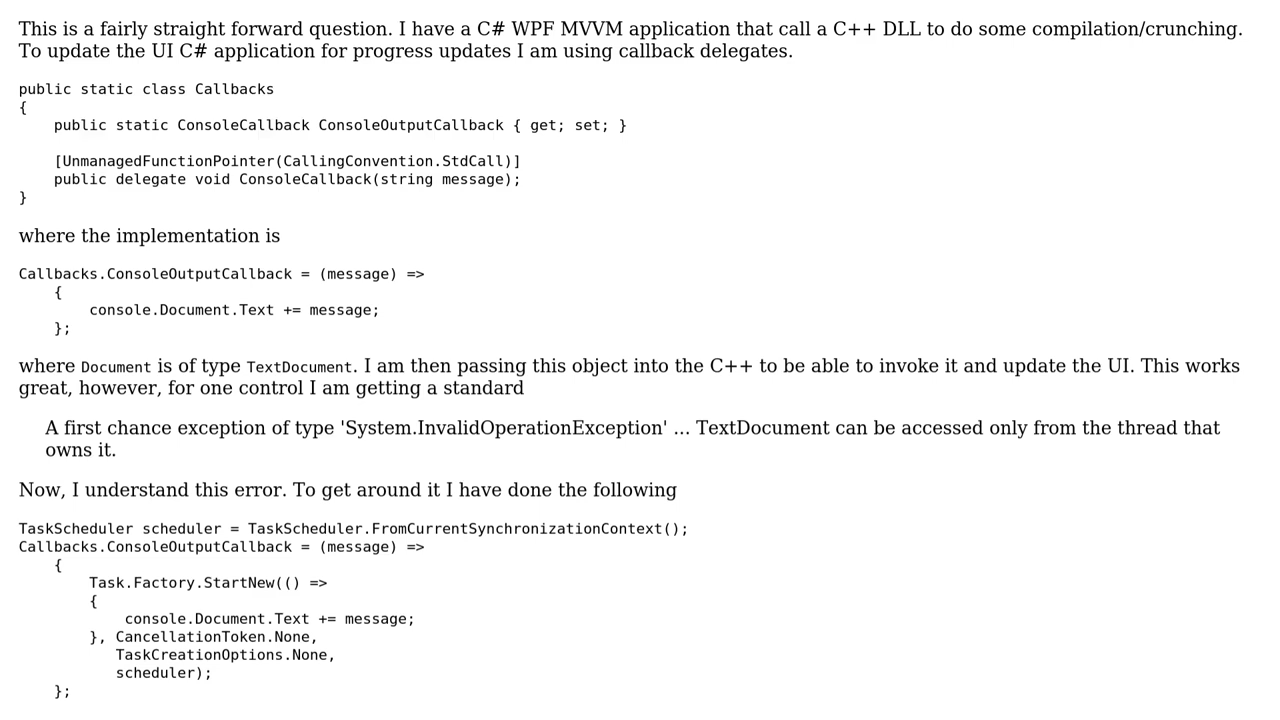 This is a fairly straight forward question. I have a C# WPF MVVM application that call a C++ DLL to do some compilation/crunching.
To update the UI C# application for progress updates I am using callback delegates.
public static class Callbacks
{
    public static ConsoleCallback ConsoleOutputCallback { get; set; }
    [UnmanagedFunctionPointer(CallingConvention.StdCall)]
    public delegate void ConsoleCallback(string message);
}
where the implementation is
Callbacks.ConsoleOutputCallback = (message) =>
    {
        console.Document.Text += message;
    };
where Document is of type TextDocument. I am then passing this object into the C++ to be able to invoke it and update the UI. This works
great, however, for one control I am getting a standard
A first chance exception of type 'System.InvalidOperationException' ... TextDocument can be accessed only from the thread that
owns it.
Now, I understand this error. To get around it I have done the following
TaskScheduler scheduler = TaskScheduler.FromCurrentSynchronizationContext();
Callbacks.ConsoleOutputCallback = (message) =>
    {
        Task.Factory.StartNew(() =>
        {
            console.Document.Text += message;
        }, CancellationToken.None,
           TaskCreationOptions.None,
           scheduler);
    };